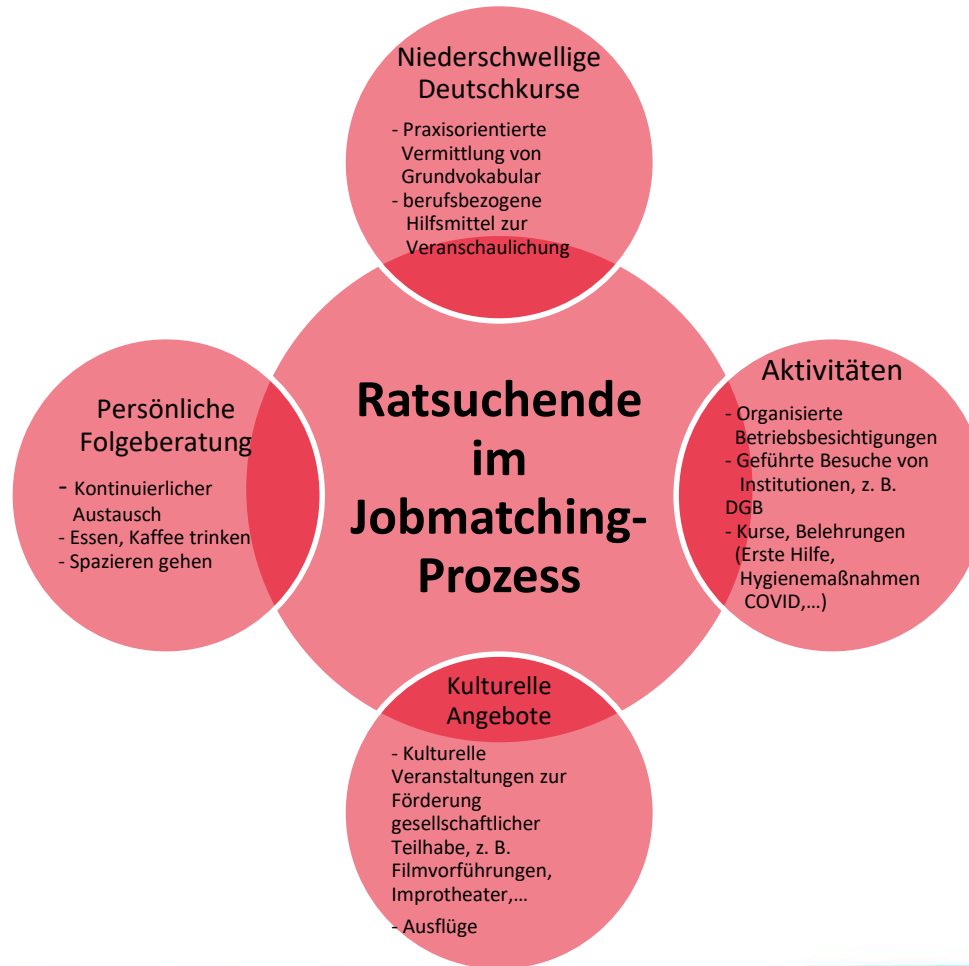 Niederschwellige
Deutschkurse
- Praxisorientierte
Vermittlung von
Grundvokabular
- berufsbezogene
Hilfsmittel zur
Veranschaulichung
Persönliche
Folgeberatung
- Kontinuierlicher
Austausch
- Essen, Kaffee trinken
- Spazieren gehen
Ratsuchende
im
Jobmatching-
Prozess
Aktivitäten
- Organisierte
Betriebsbesichtigungen
- Geführte Besuche von
Institutionen, z. B.
DGB
- Kurse, Belehrungen
(Erste Hilfe,
Hygienemaßnahmen
COVID,...)
Kulturelle
Angebote
- Kulturelle
Veranstaltungen zur
Förderung
gesellschaftlicher
Teilhabe, z. B.
Filmvorführungen,
Improtheater,...
- Ausflüge